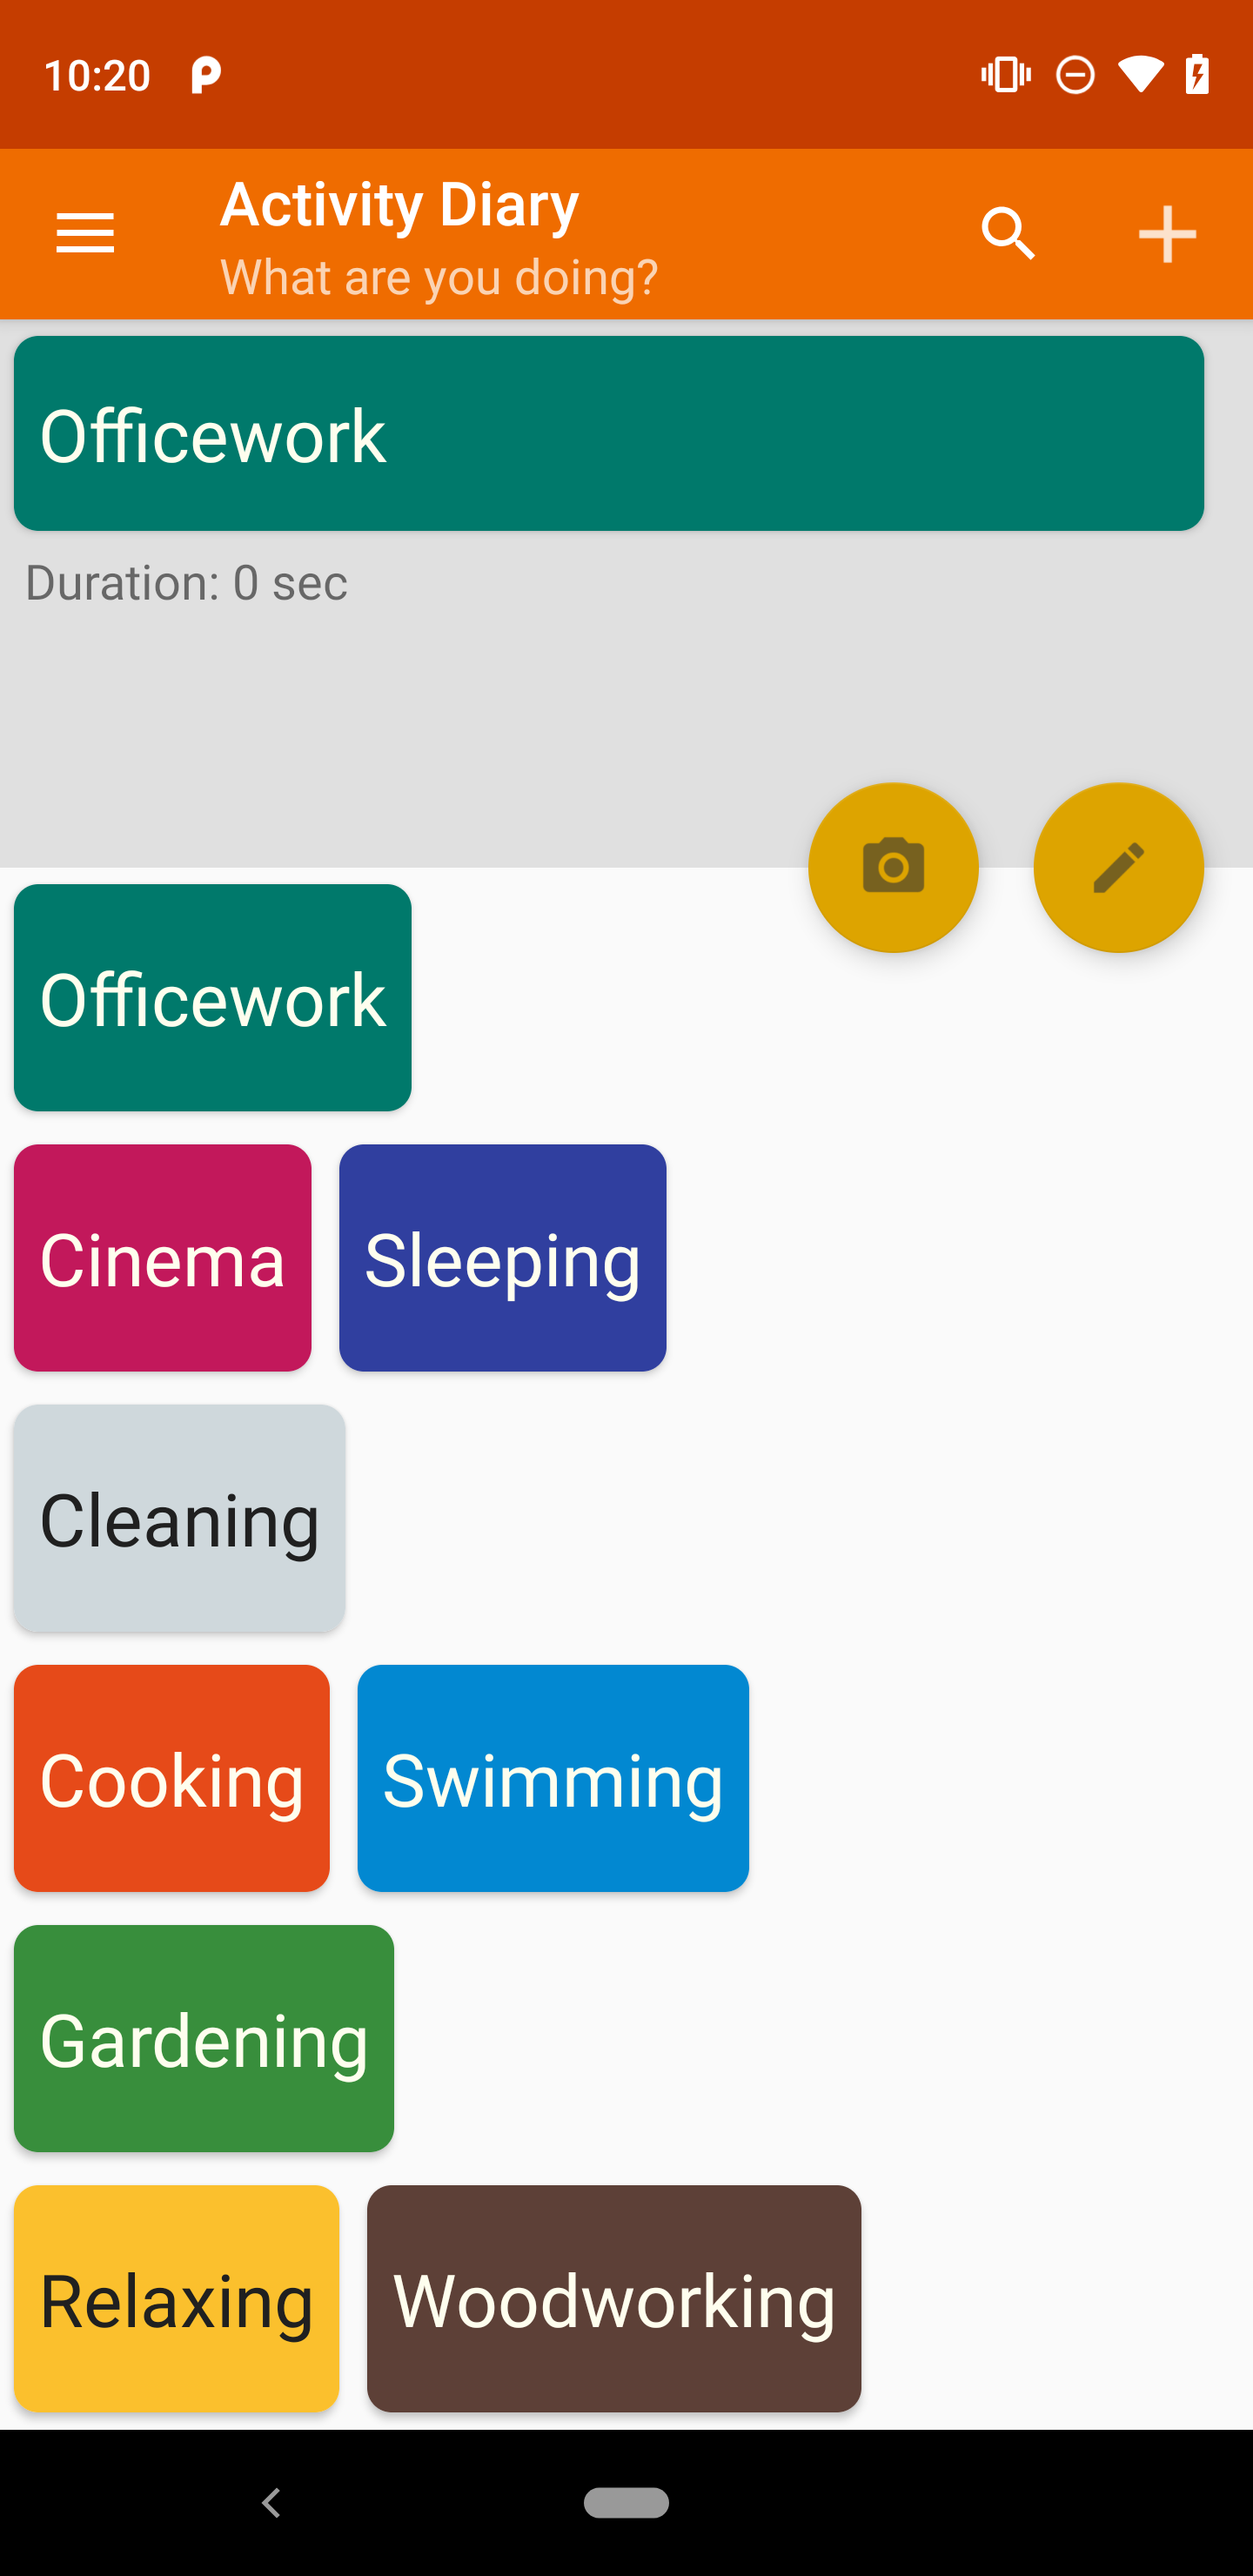 10:20
Activity Diary
What are you doing?
Officework
Duration: 0 sec
Officework
Cinema
Sleeping
Cleaning
Cooking
Swimming
Gardening
Relaxing
Woodworking